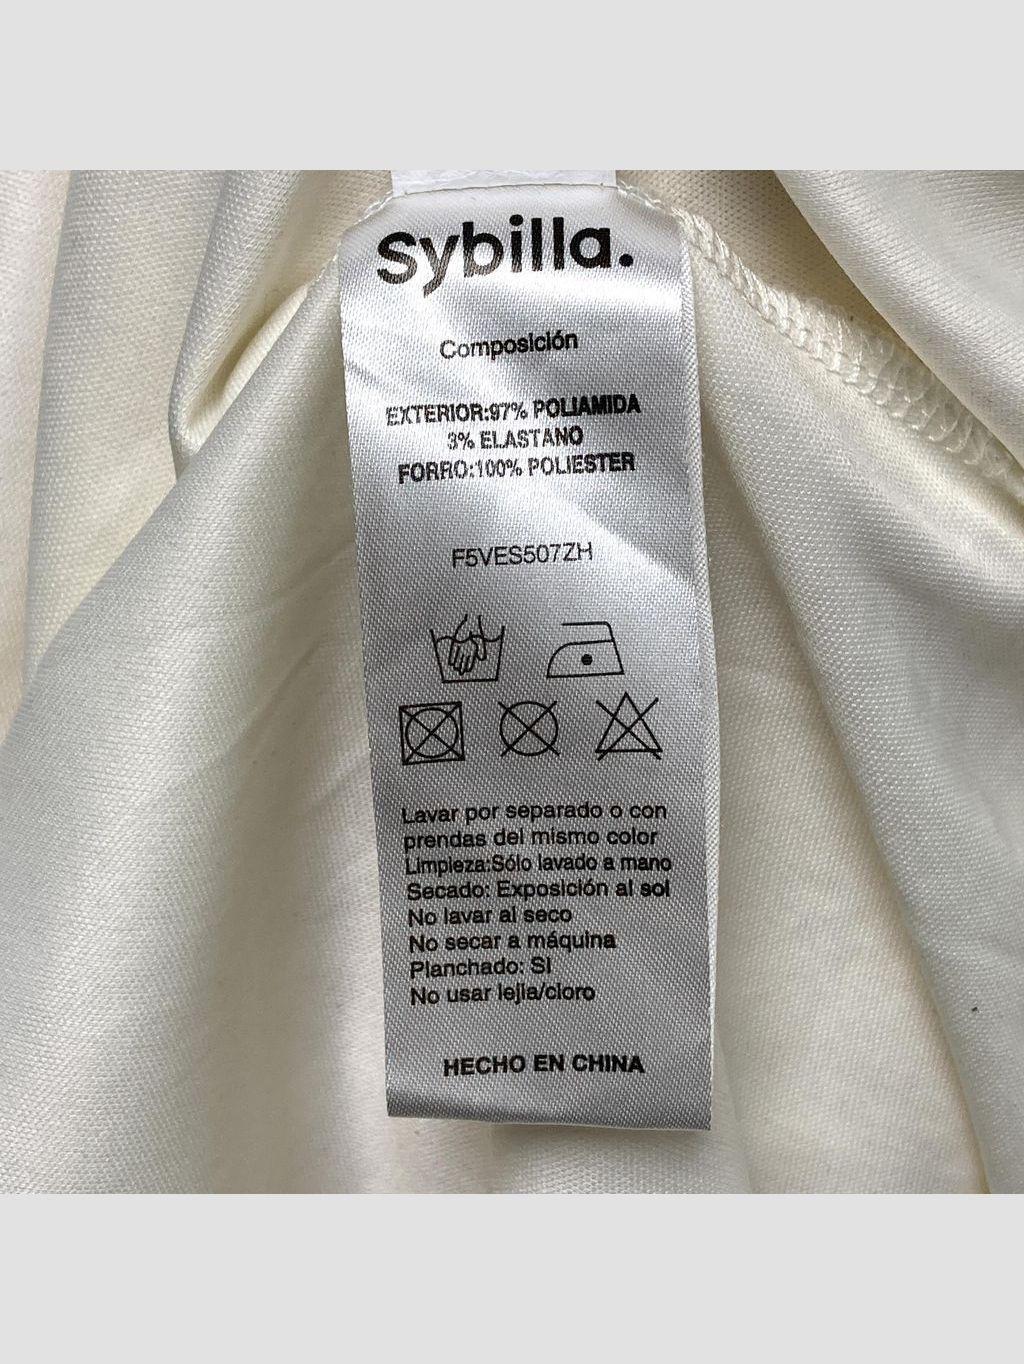 Sybilla.
Composición
EXTERIOR:97% POLIAMIDA
3% ELASTANO
FORRO:100% POLIESTER
F5VES507ZH
Lavar por separado o con
prendas del mismo color
Limpieza:Sólo lavado a mano
Secado: Exposición al sol
No lavar al seco
No secar a máquina
Planchado: SI
No usar lejia/cloro
HECHO EN CHINA